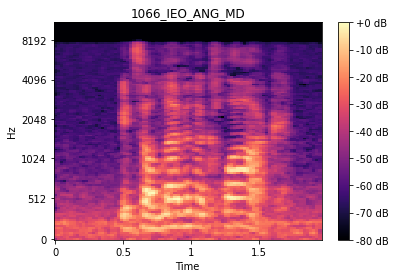 1066_IEO_ANG_MD
8192
4096
2048
1024
512
0
Hz
0
0.5
1
1.5
Time
+0 dB
-10 dB
-20 dB
-30 dB
-40 dB
-50 dB
-60 dB
-70 dB
-80 dB